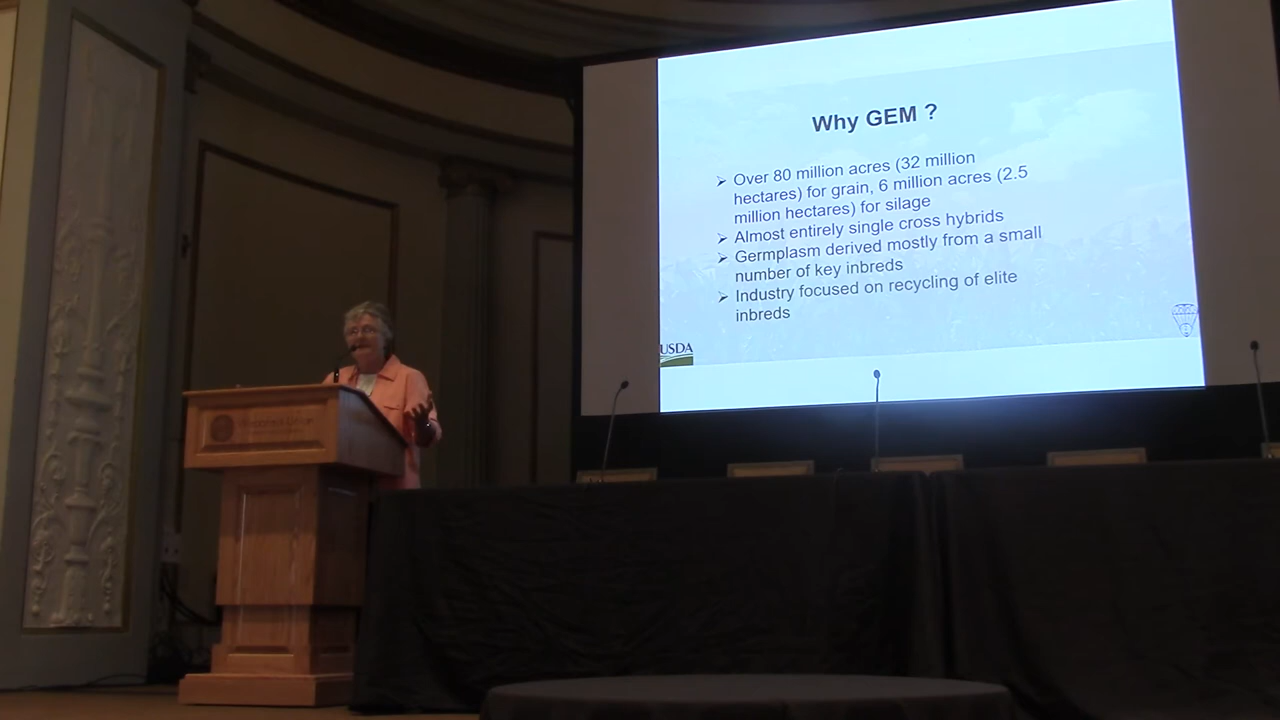 Why GEM ?
➢ Over 80 million acres (32 million
hectares) for grain, 6 million acres (2.5
million hectares) for silage
➢ Almost entirely single cross hybrids
➢ Germplasm derived mostly from a small
number of key inbreds
➢ Industry focused on recycling of elite
inbreds
USDA